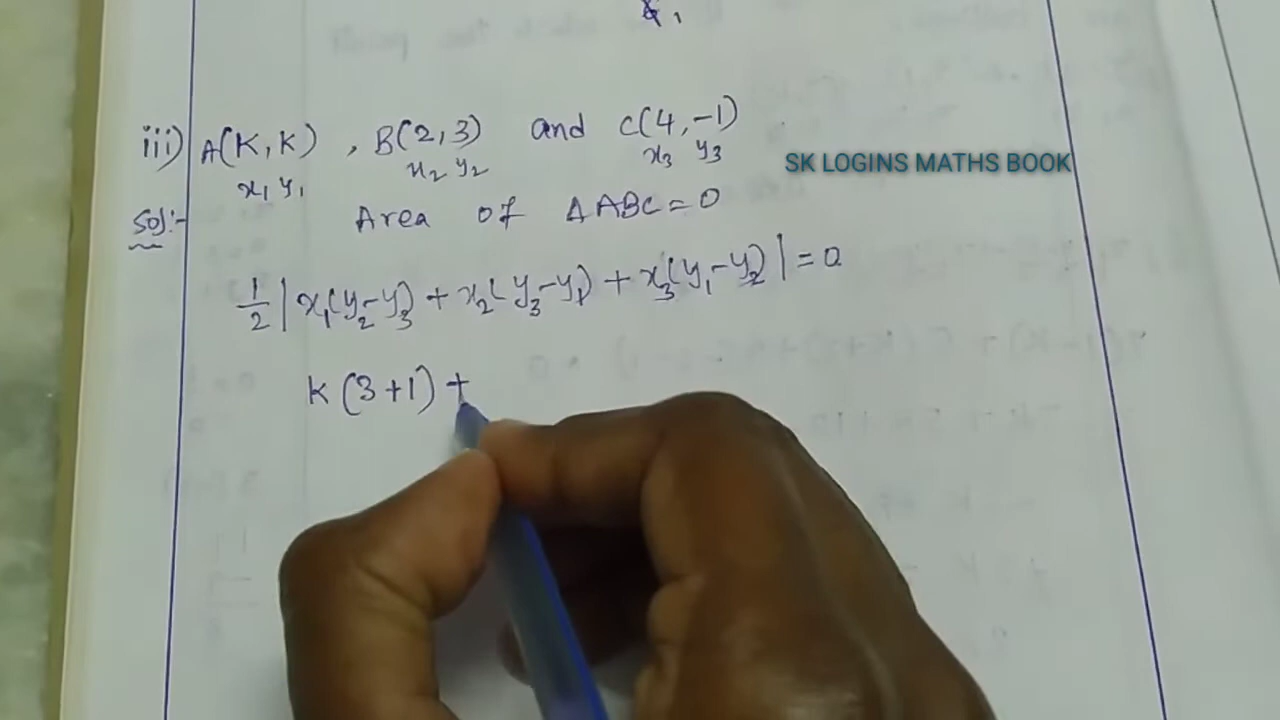 iii) A(K, K) , B(2, 3) and C(4, -1)
x₁ y₁ x₂ y₂ x₃ y₃
SK LOGINS MATHS BOOK
Sol:- Area of ΔABC = 0
1/2 | x₁(y₂-y₃) + x₂(y₃-y₁) + x₃(y₁-y₂) | = 0
K (3+1) +